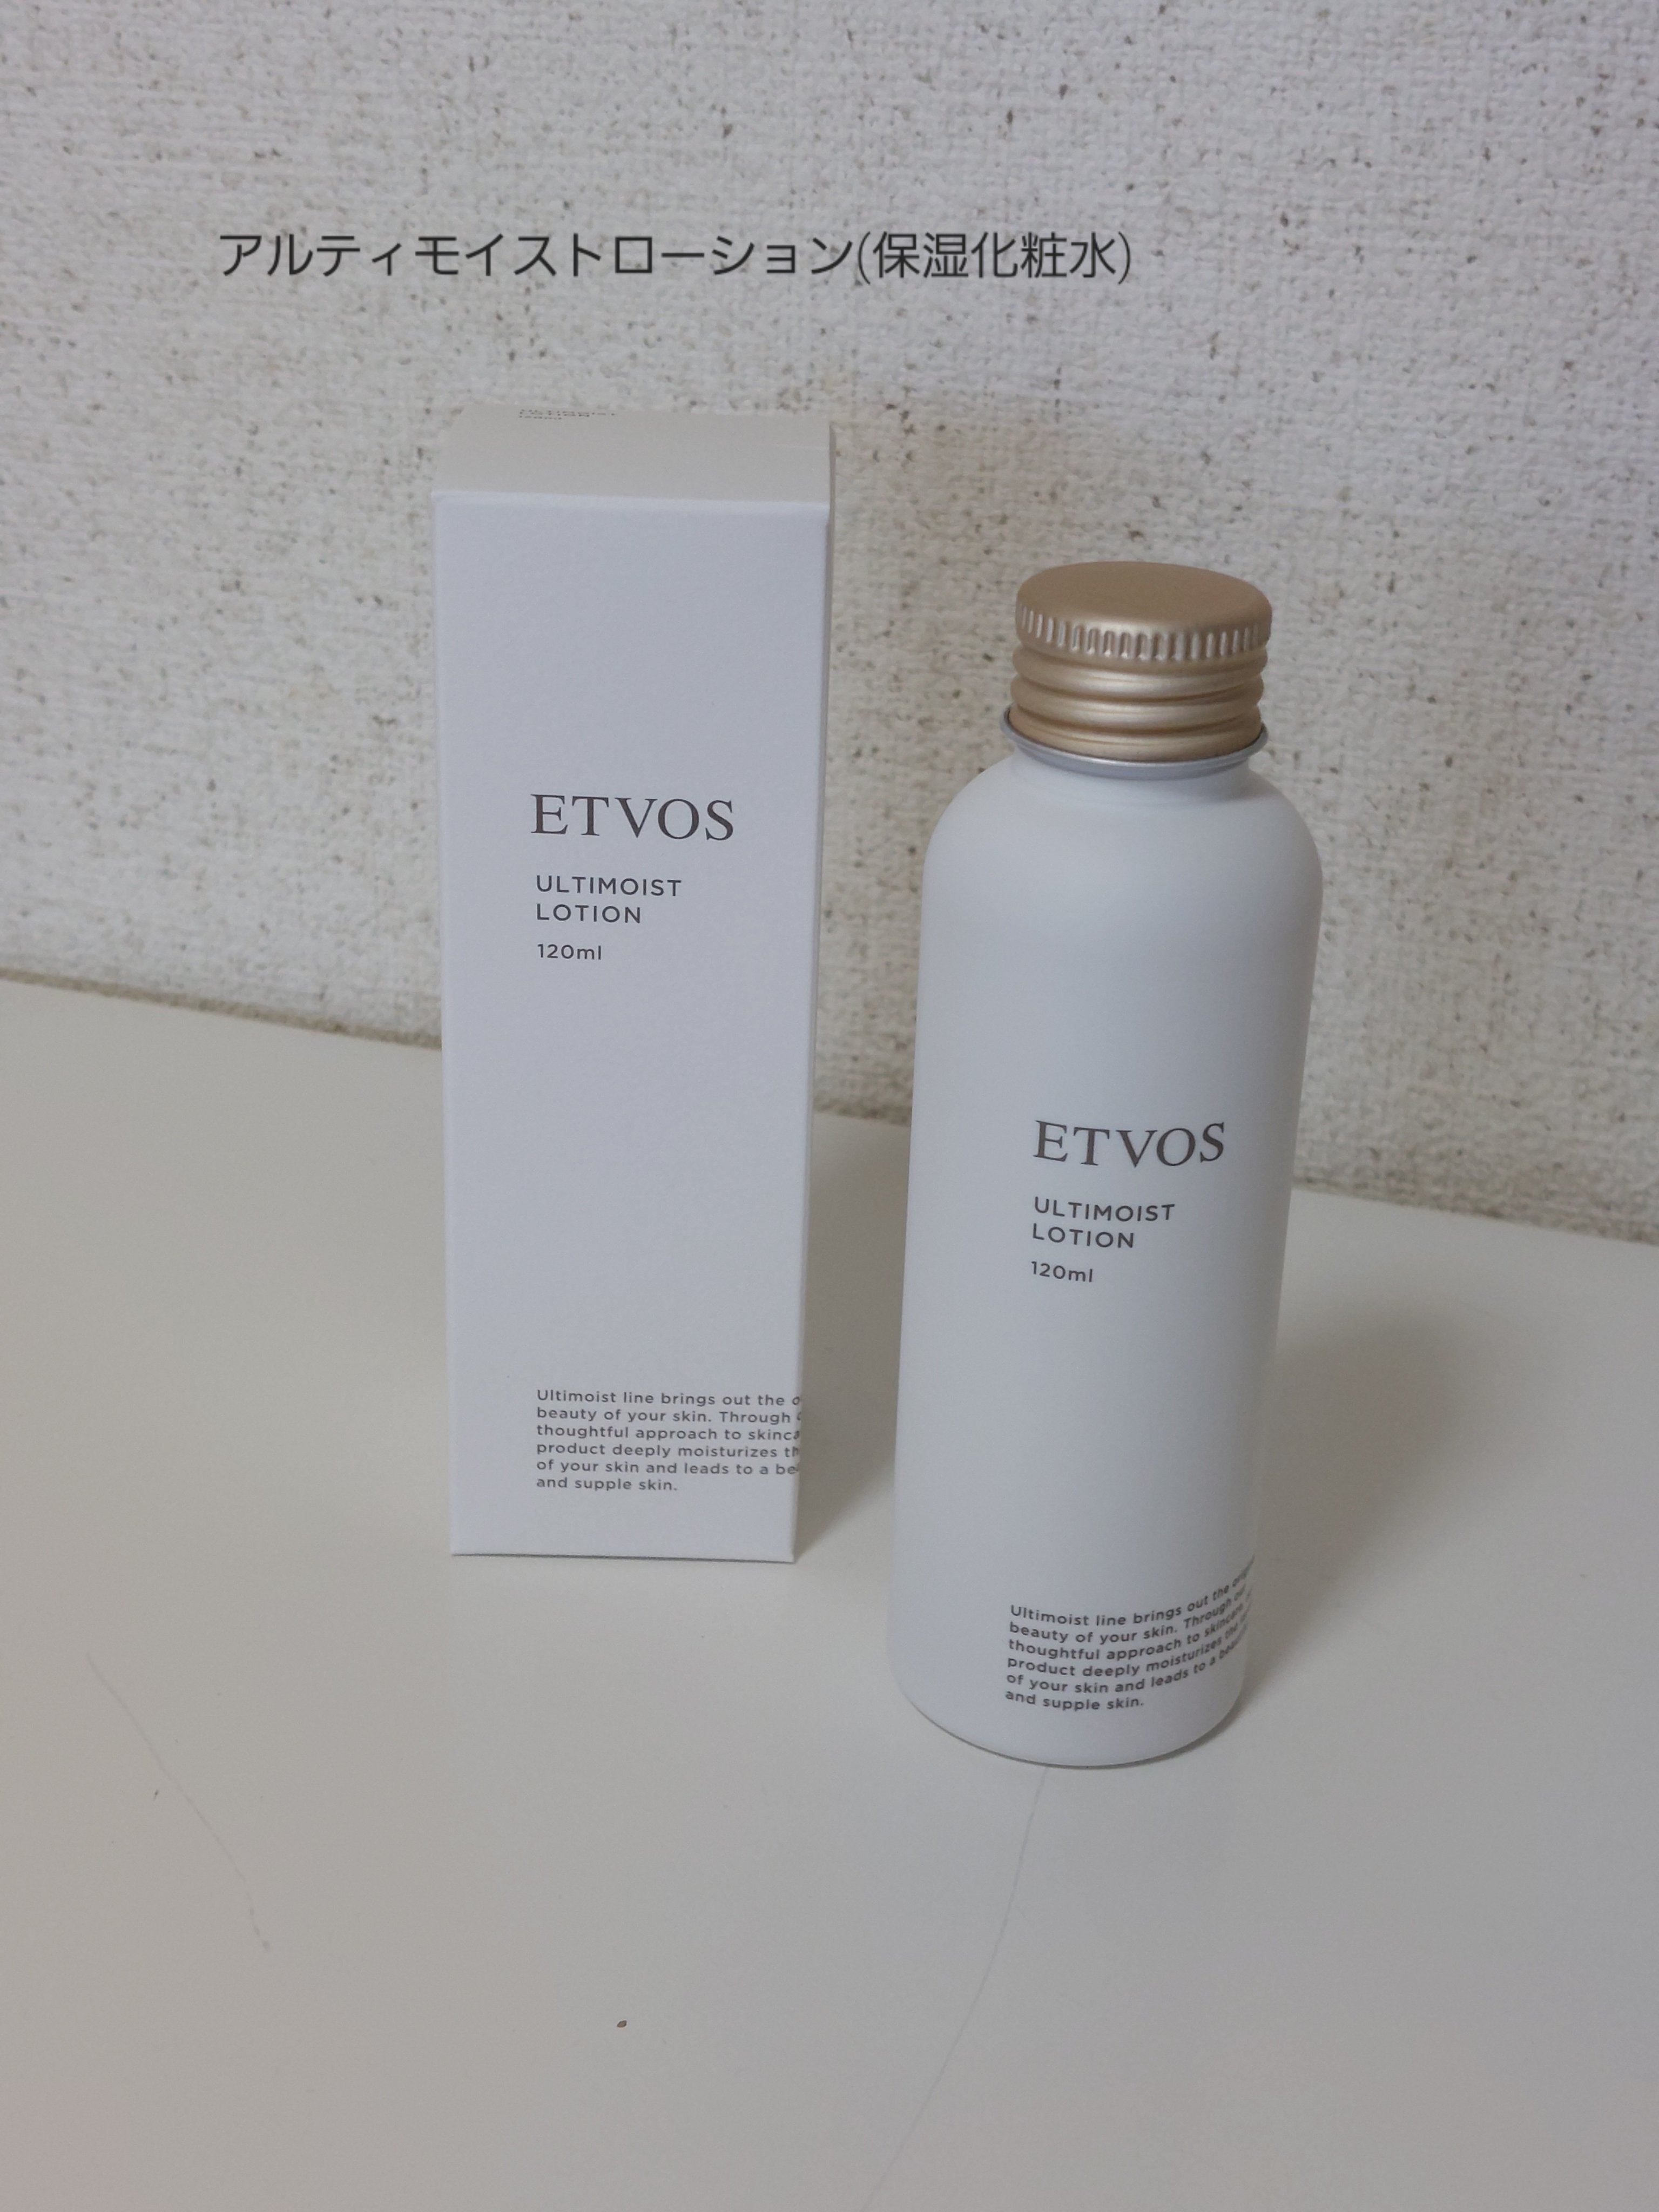 アルティモイストローション(保湿化粧水)
ETVOS
ULTIMOIST
LOTION
120ml
Ultimoist line brings out the
beauty of your skin. Through
thoughtful approach to
product deeply moisturizes
of your skin and leads to a
and supple skin.
ETVOS
ULTIMOIST
LOTION
120ml
Ultimoist line brings out the
beauty of your skin. Through
thoughtful approach to skincare
product deeply moisturizes the
of your skin and leads to a
and supple skin.